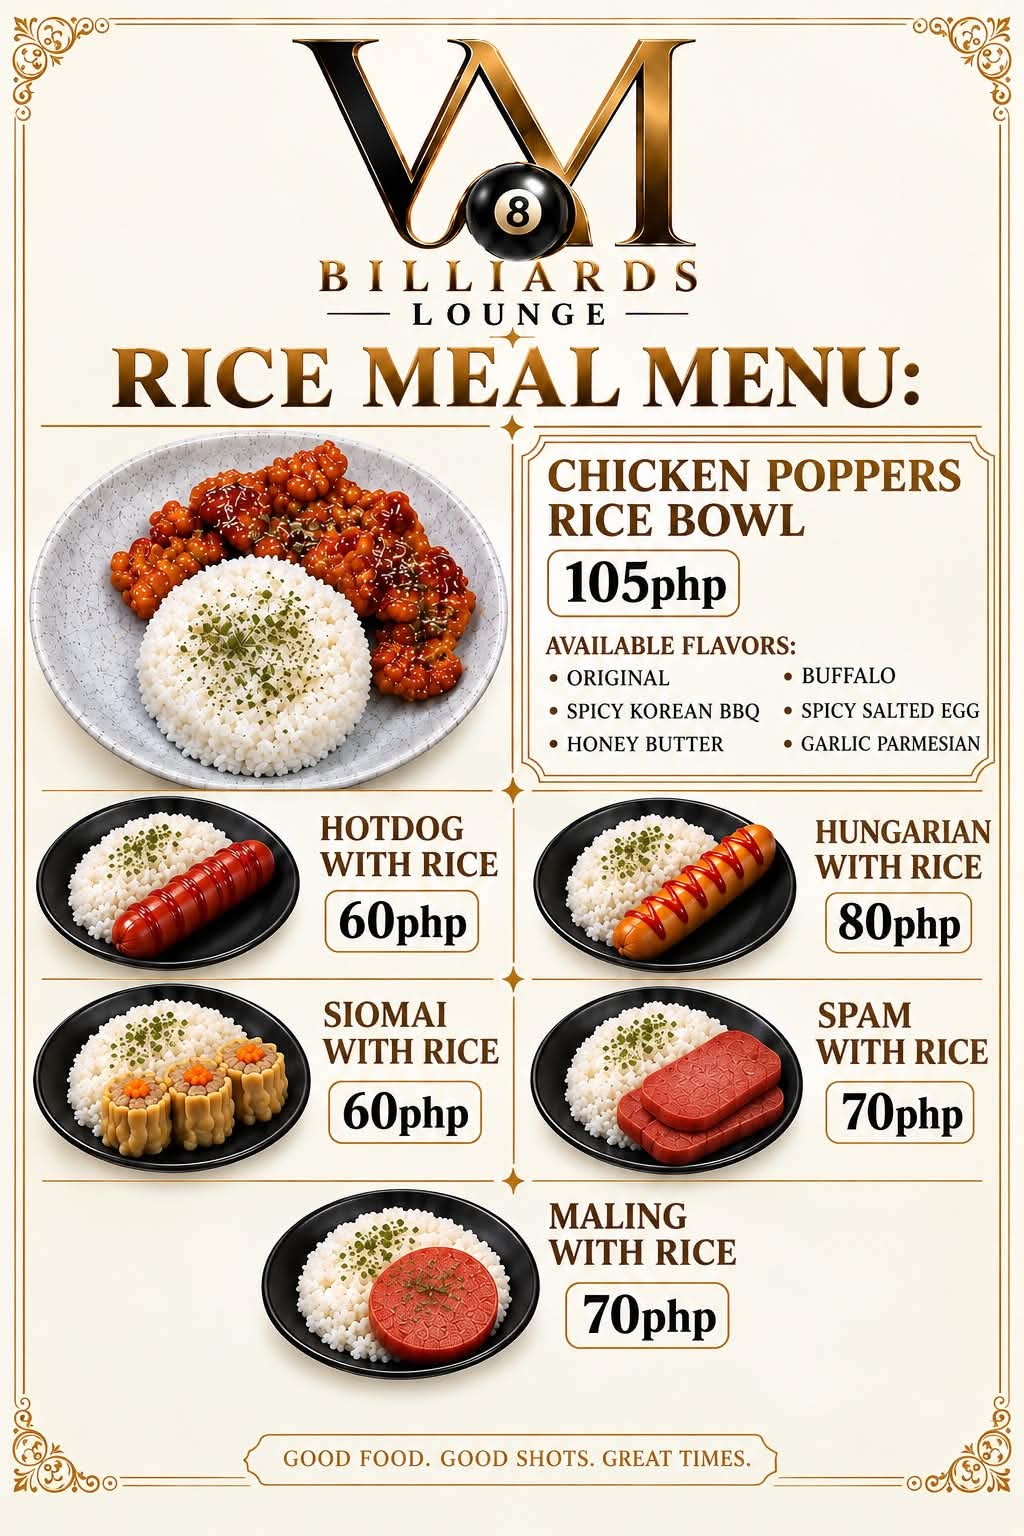 VM
8
BILLIARDS
LOUNGE
RICE MEAL MENU:
CHICKEN POPPERS
RICE BOWL
105php
AVAILABLE FLAVORS:
• ORIGINAL
• SPICY KOREAN BBQ
• HONEY BUTTER
• BUFFALO
• SPICY SALTED EGG
• GARLIC PARMESIAN
HOTDOG
WITH RICE
60php
HUNGARIAN
WITH RICE
80php
SIOMAI
WITH RICE
60php
SPAM
WITH RICE
70php
MALING
WITH RICE
70php
GOOD FOOD. GOOD SHOTS. GREAT TIMES.